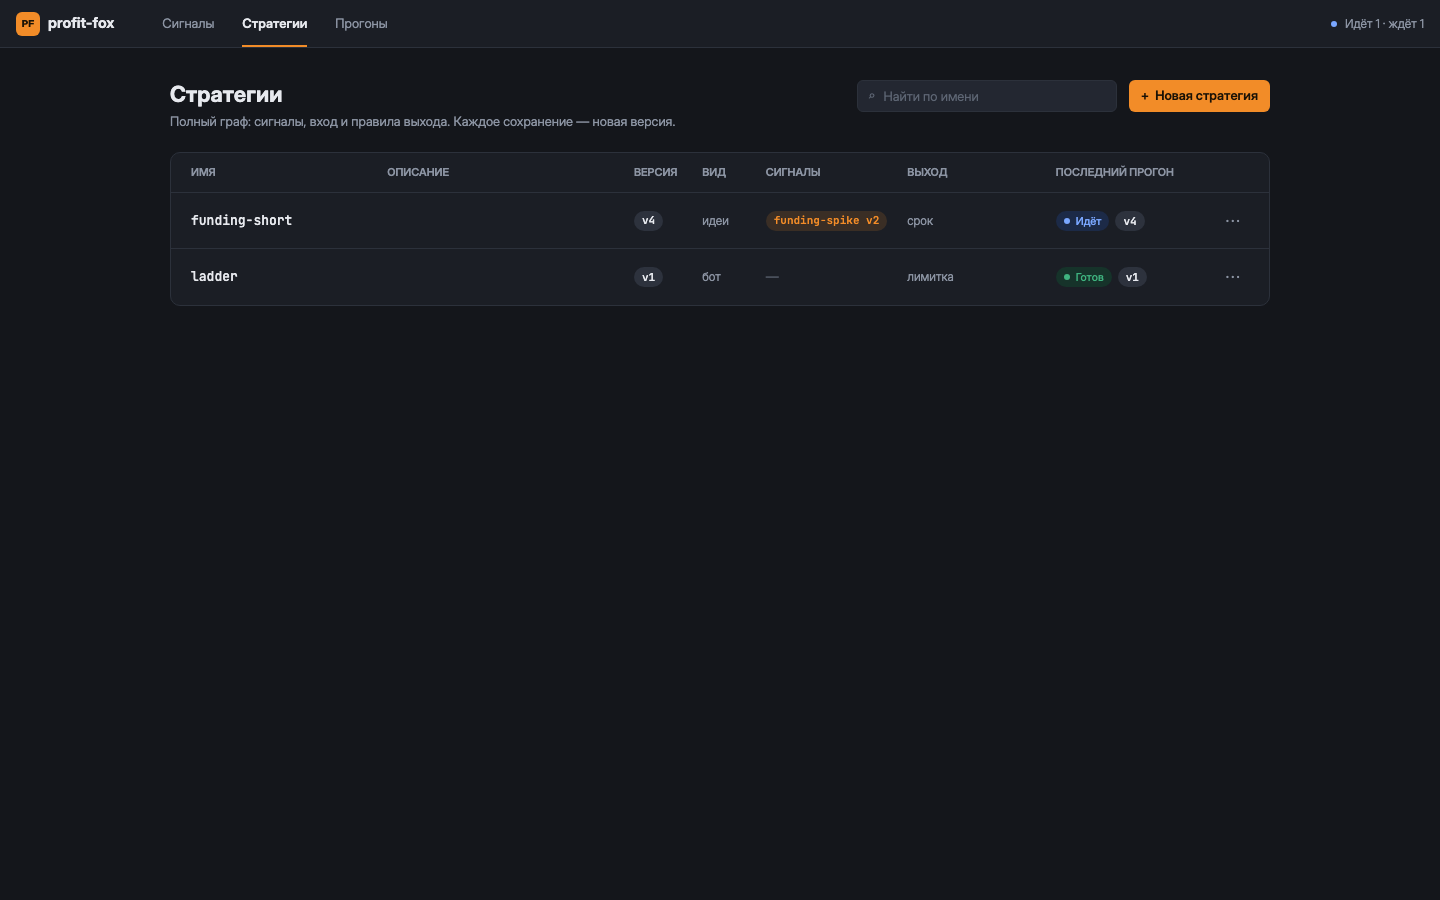 PF profit-fox Сигналы Стратегии Прогоны Идёт 1 · ждёт 1
Стратегии
Найти по имени
+ Новая стратегия
Полный граф: сигналы, вход и правила выхода. Каждое сохранение — новая версия.
ИМЯ ОПИСАНИЕ ВЕРСИЯ ВИД СИГНАЛЫ ВЫХОД ПОСЛЕДНИЙ ПРОГОН
funding-short v4 идеи funding-spike v2 срок Идёт v4 ···
ladder v1 бот — лимитка Готов v1 ···